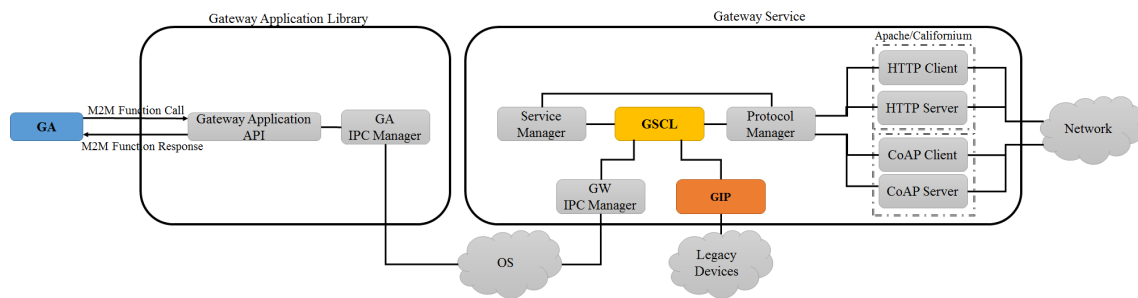 Gateway Application Library
Gateway Service
Apache/Californium
HTTP Client
M2M Function Call
HTTP Server
GA
Gateway Application
API
GA
IPC Manager
Service
Manager
GSCL
Protocol
Manager
Network
M2M Function Response
CoAP Client
CoAP Server
GW
IPC Manager
GIP
OS
Legacy
Devices